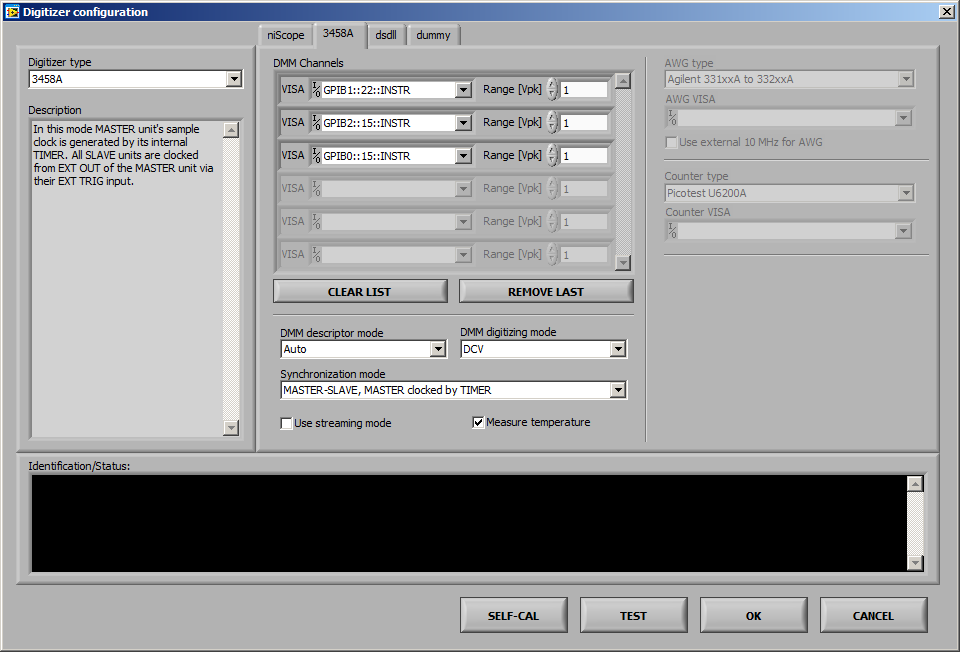 Digitizer configuration
niScope 3458A dsdll dummy
Digitizer type
3458A
Description
In this mode MASTER unit's sample
clock is generated by its internal
TIMER. All SLAVE units are clocked
from EXT OUT of the MASTER unit via
their EXT TRIG input.
DMM Channels
VISA I/O GPIB1::22::INSTR Range [Vpk] 1
VISA I/O GPIB2::15::INSTR Range [Vpk] 1
VISA I/O GPIB0::15::INSTR Range [Vpk] 1
VISA I/O Range [Vpk] 1
VISA I/O Range [Vpk] 1
VISA I/O Range [Vpk] 1
CLEAR LIST REMOVE LAST
DMM descriptor mode DMM digitizing mode
Auto DCV
Synchronization mode
MASTER-SLAVE, MASTER clocked by TIMER
Use streaming mode Measure temperature
AWG type
Agilent 331xxA to 332xxA
AWG VISA
I/O
Use external 10 MHz for AWG
Counter type
Picotest U6200A
Counter VISA
I/O
Identification/Status:
SELF-CAL TEST OK CANCEL